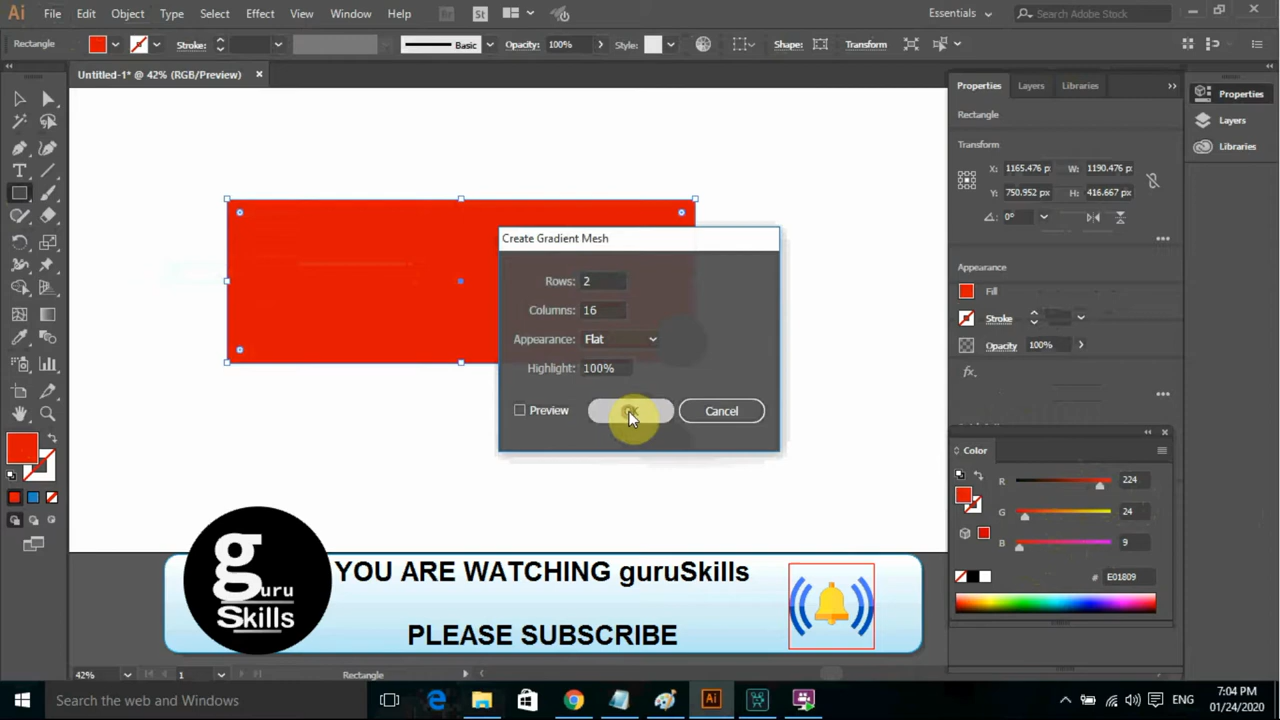 Ai File Edit Object Type Select Effect View Window Help Br St Essentials Search Adobe Stock
Rectangle Stroke: Basic Opacity: 100% Style: Shape: Transform
Untitled-1* @ 42% (RGB/Preview) ×
Properties Layers Libraries
Rectangle
Transform
X: 1165.476 p W: 1190.476 p
Y: 750.952 p H: 416.667 px
0°
Appearance
Fill
Stroke
Opacity 100%
fx.
Properties
Layers
Libraries
Create Gradient Mesh
Rows: 2
Columns: 16
Appearance: Flat
Highlight: 100%
Preview
Cancel
Color
R 224
G 24
B 9
# E01809
guru
Skills
YOU ARE WATCHING guruSkills
PLEASE SUBSCRIBE
42% 1 Rectangle
Search the web and Windows
Ai
ENG
7:04 PM
01/24/2020